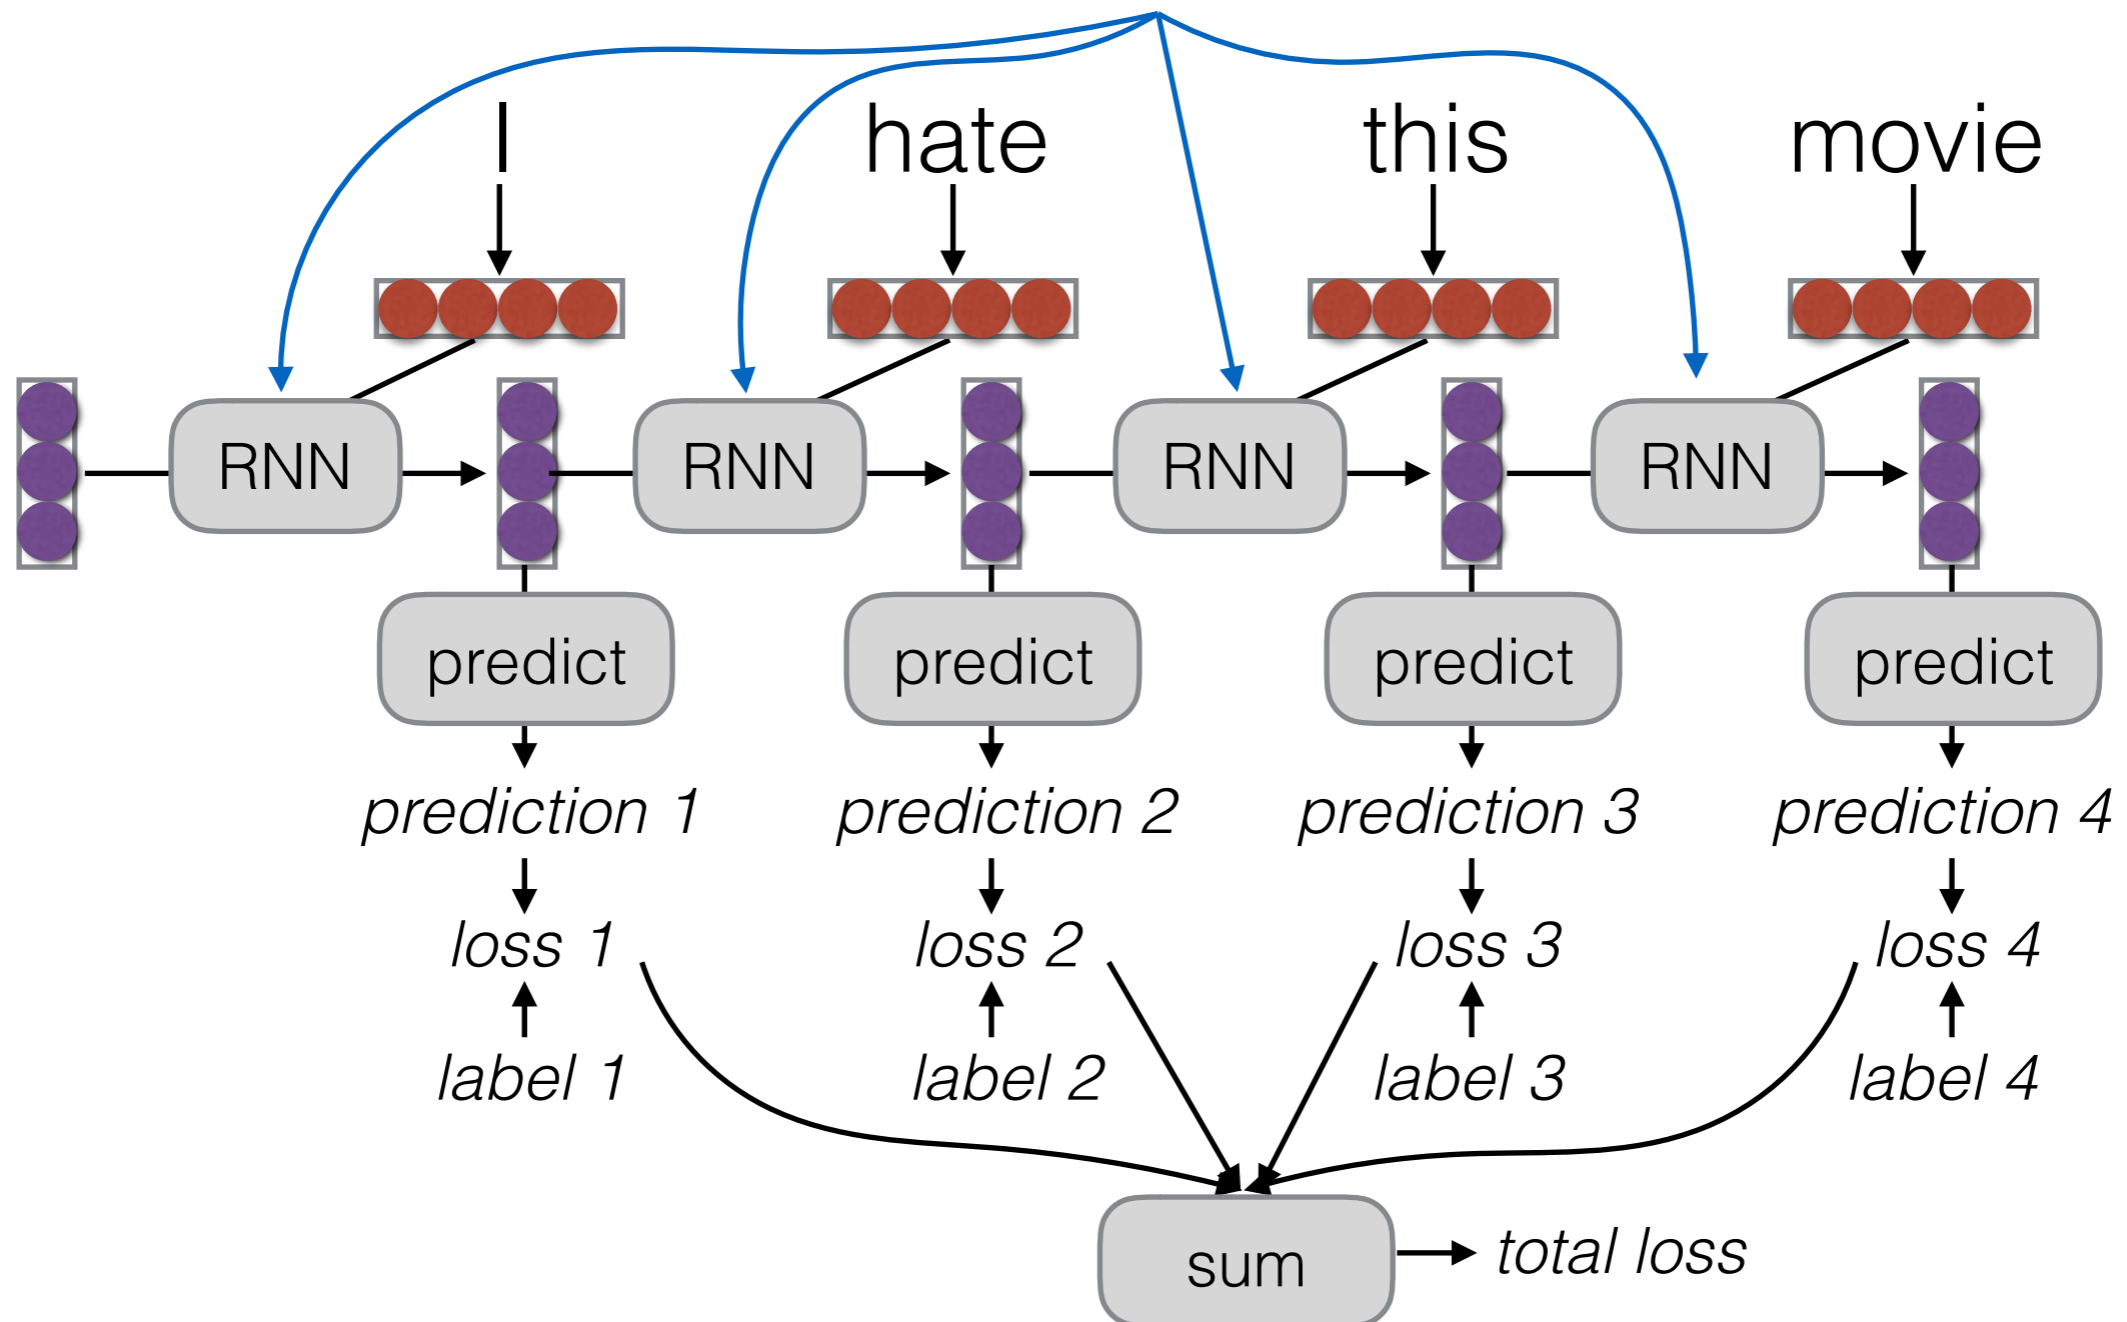 I hate this movie
RNN RNN RNN RNN
predict predict predict predict
prediction 1 prediction 2 prediction 3 prediction 4
loss 1 loss 2 loss 3 loss 4
label 1 label 2 label 3 label 4
sum total loss